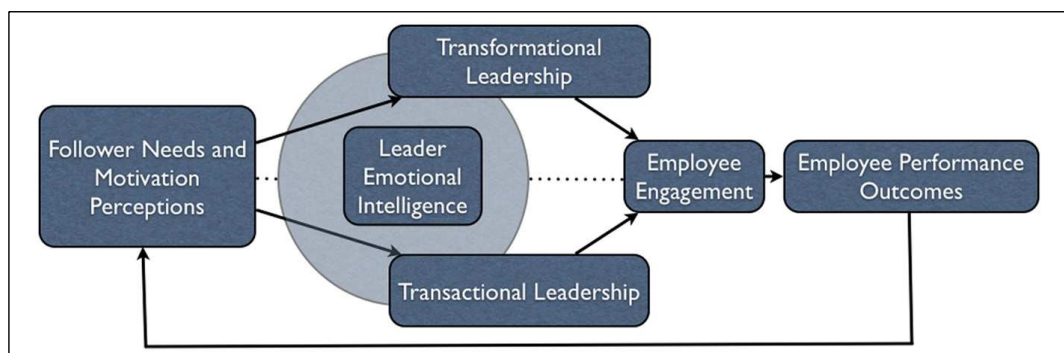 Transformational
Leadership
Follower Needs and
Motivation
Perceptions
Leader
Emotional
Intelligence
Employee
Engagement
Employee Performance
Outcomes
Transactional Leadership